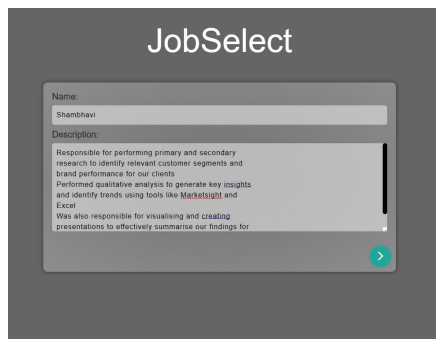 JobSelect
Name:
Shambhavi
Description:
Responsible for performing primary and secondary
research to identify relevant customer segments and
brand performance for our clients
Performed qualitative analysis to generate key insights
and identify trends using tools like Marketsight and
Excel
Was also responsible for visualising and creating
presentations to effectively summarise our findings for